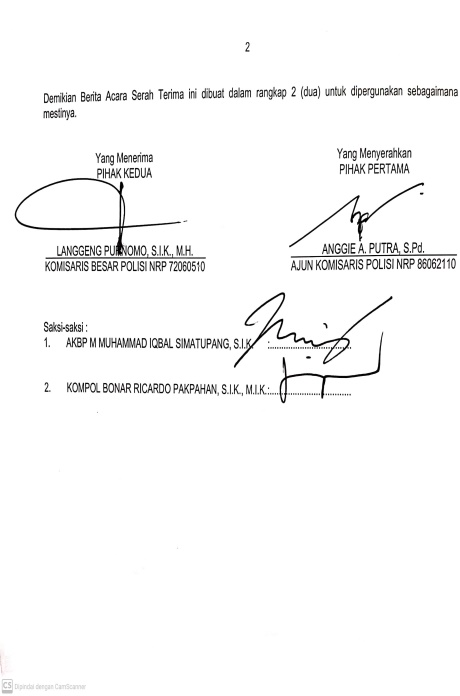 2
Demikian Berita Acara Serah Terima ini dibuat dalam rangkap 2 (dua) untuk dipergunakan sebagaimana
mestinya.
Yang Menerima
PIHAK KEDUA
LANGGENG PURNOMO, S.I.K., M.H.
KOMISARIS BESAR POLISI NRP 72060510
Yang Menyerahkan
PIHAK PERTAMA
ANGGIE A. PUTRA, S.Pd.
AJUN KOMISARIS POLISI NRP 86062110
Saksi-saksi :
1. AKBP M MUHAMMAD IQBAL SIMATUPANG, S.I.K. :..............................
2. KOMPOL BONAR RICARDO PAKPAHAN, S.I.K., M.I.K.:..............................
CS Dipindai dengan CamScanner